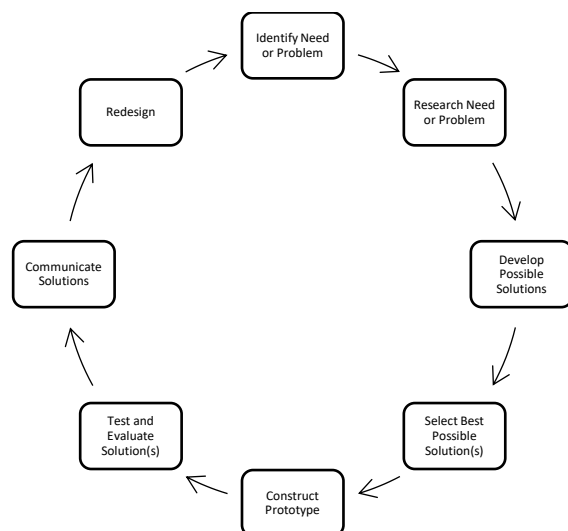 Identify Need
or Problem
Research Need
or Problem
Develop
Possible
Solutions
Select Best
Possible
Solution(s)
Construct
Prototype
Test and
Evaluate
Solution(s)
Communicate
Solutions
Redesign